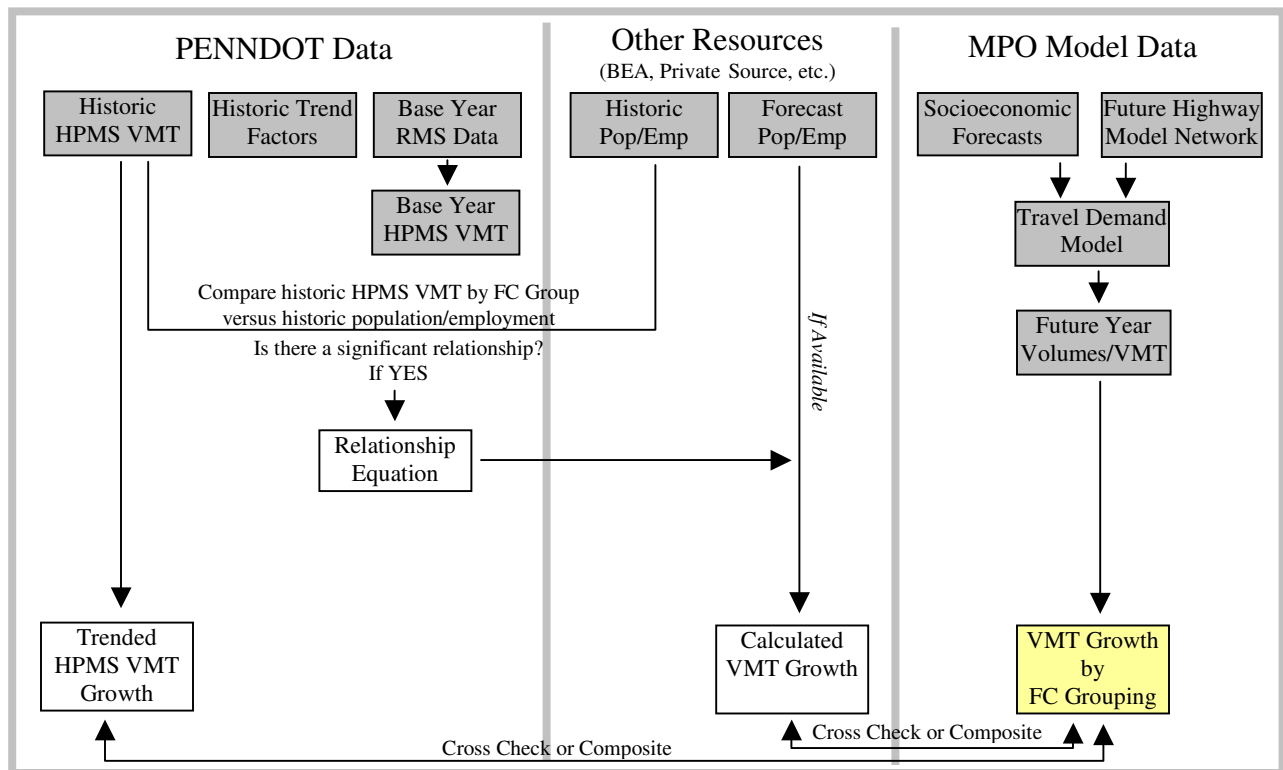 PENNDOT Data
Other Resources
(BEA, Private Source, etc.)
MPO Model Data
Historic
HPMS VMT
Historic Trend
Factors
Base Year
RMS Data
Historic
Pop/Emp
Forecast
Pop/Emp
Socioeconomic
Forecasts
Future Highway
Model Network
Base Year
HPMS VMT
Travel Demand
Model
Compare historic HPMS VMT by FC Group
versus historic population/employment
Is there a significant relationship?
If YES
If Available
Future Year
Volumes/VMT
Relationship
Equation
Trended
HPMS VMT
Growth
Calculated
VMT Growth
VMT Growth
by
FC Grouping
Cross Check or Composite
Cross Check or Composite